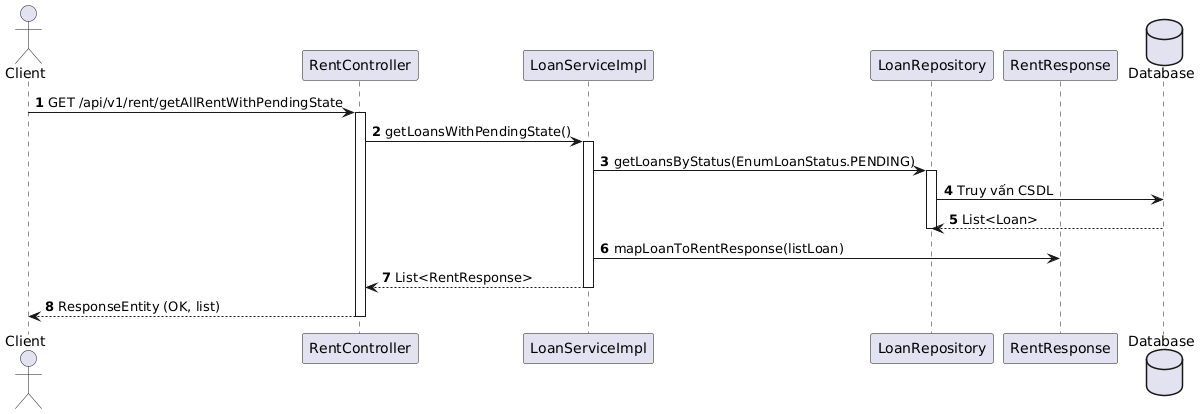 Client
RentController
LoanServiceImpl
LoanRepository
RentResponse
Database
1 GET /api/v1/rent/getAllRentWithPendingState
2 getLoansWithPendingState()
3 getLoansByStatus(EnumLoanStatus.PENDING)
4 Truy vấn CSDL
5 List<Loan>
6 mapLoanToRentResponse(listLoan)
7 List<RentResponse>
8 ResponseEntity (OK, list)
Client
RentController
LoanServiceImpl
LoanRepository
RentResponse
Database